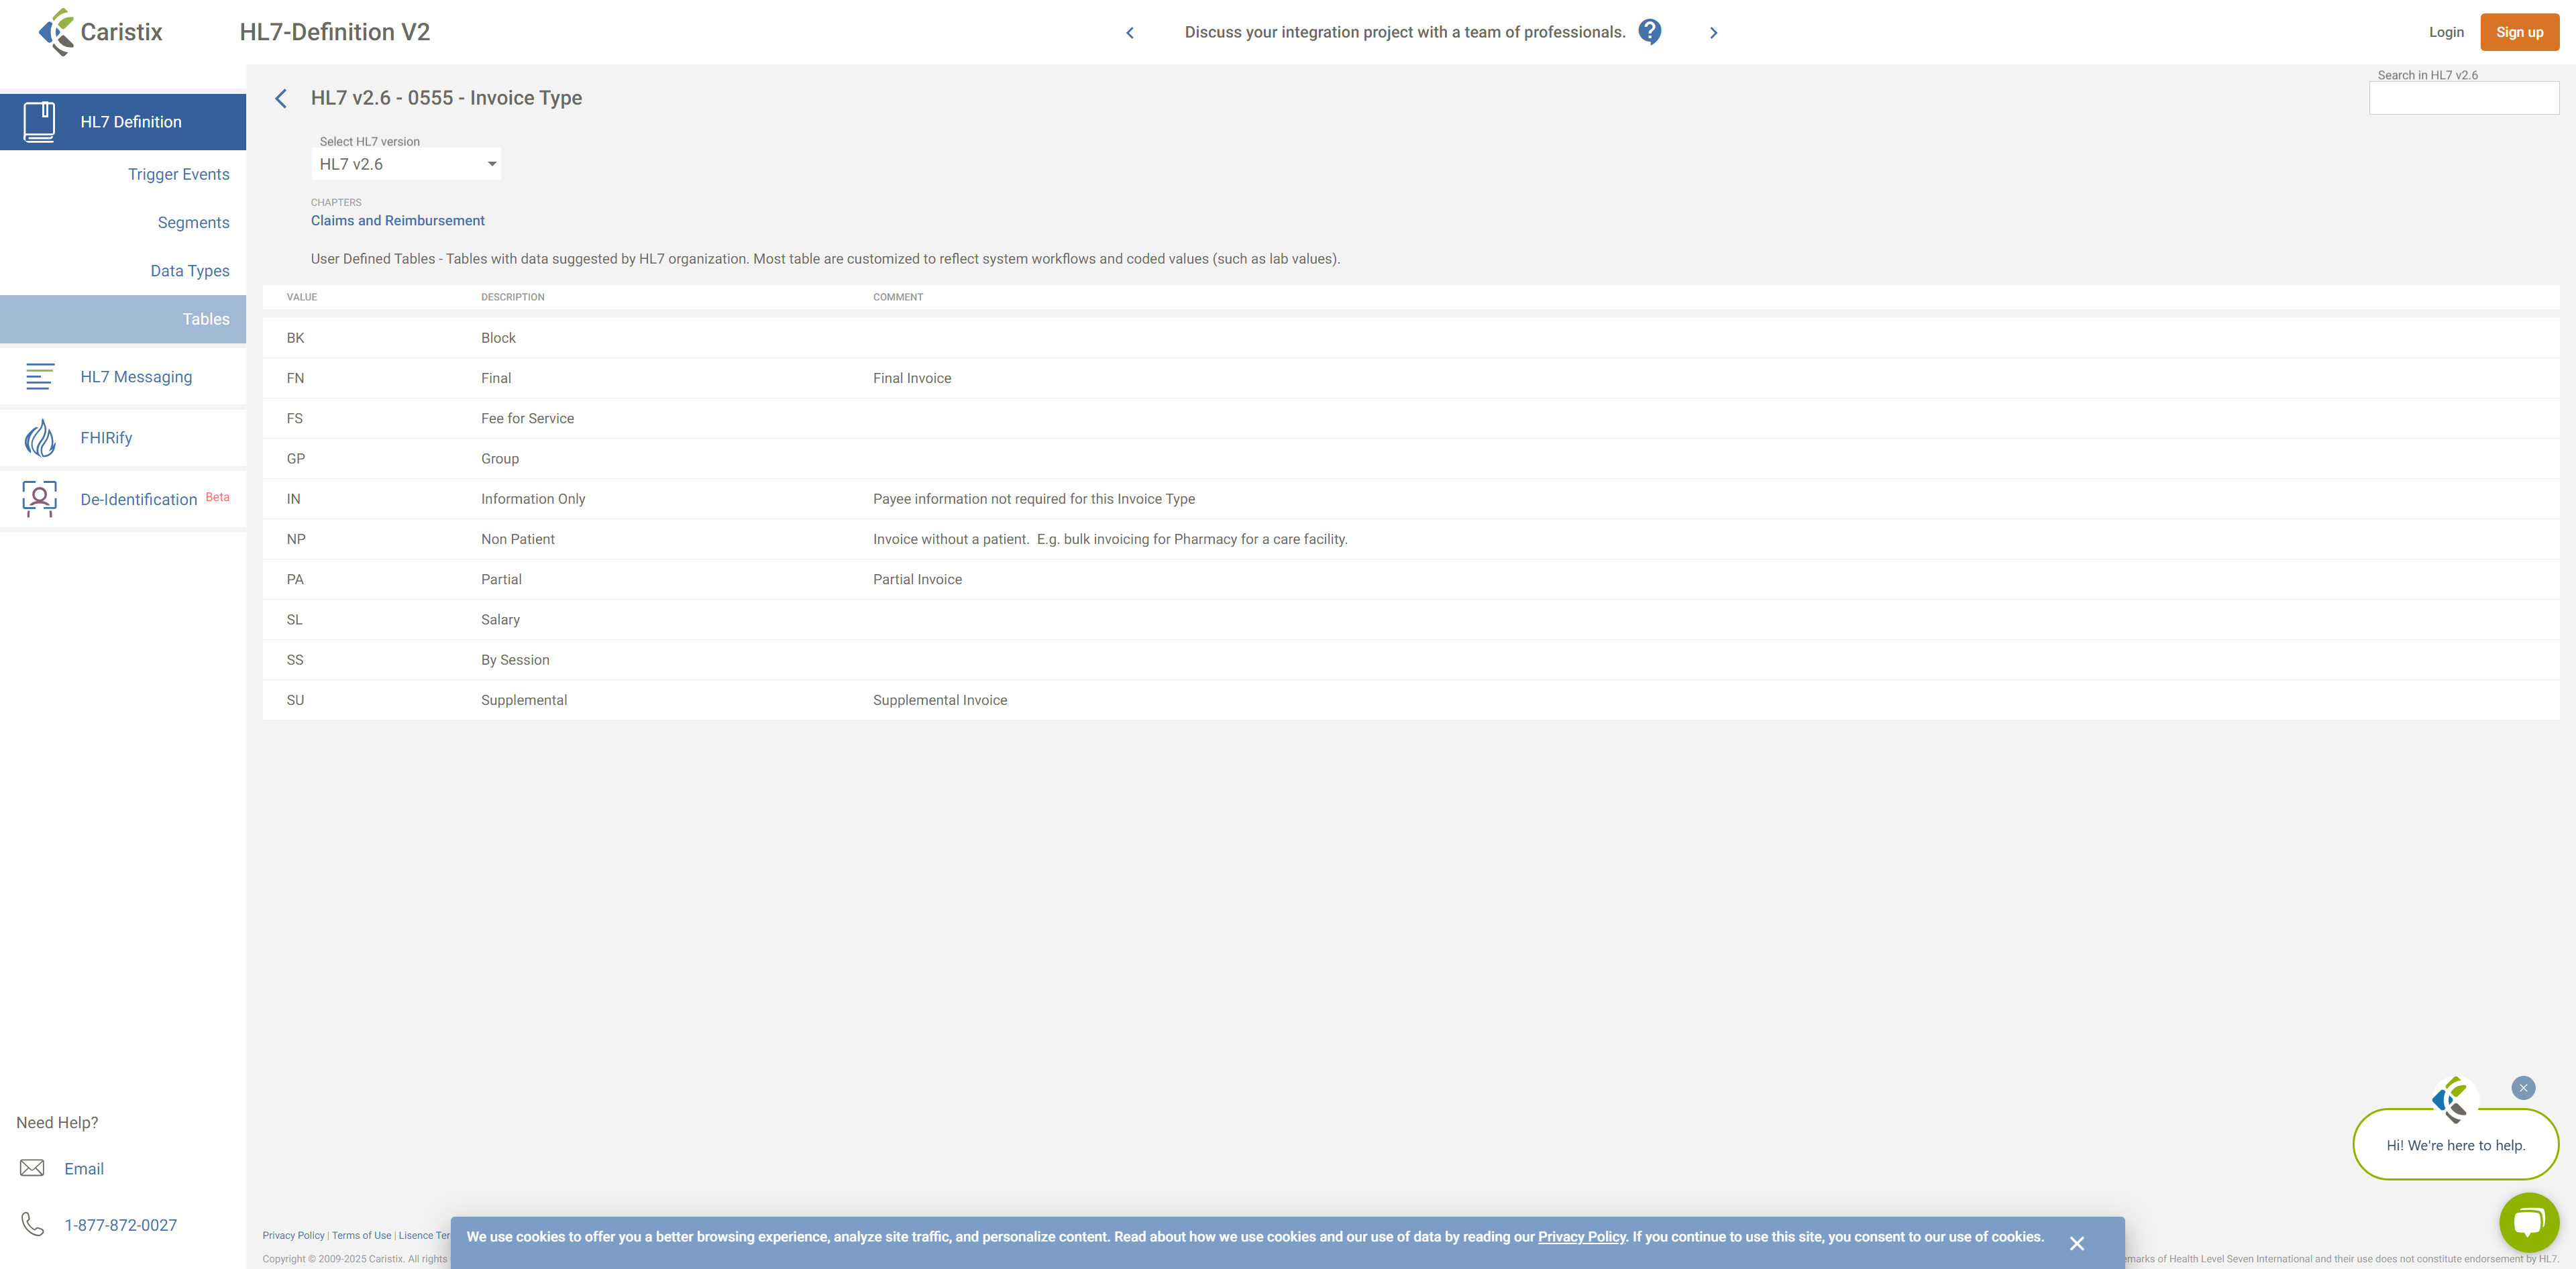 Caristix
HL7-Definition V2
Discuss your integration project with a team of professionals.
Login
Sign up
HL7 Definition
Trigger Events
Segments
Data Types
Tables
HL7 Messaging
FHIRify
De-Identification Beta
Need Help?
Email
1-877-872-0027
HL7 v2.6 - 0555 - Invoice Type
Search in HL7 v2.6
Select HL7 version
HL7 v2.6
CHAPTERS
Claims and Reimbursement
User Defined Tables - Tables with data suggested by HL7 organization. Most table are customized to reflect system workflows and coded values (such as lab values).
VALUE DESCRIPTION COMMENT
BK Block
FN Final Final Invoice
FS Fee for Service
GP Group
IN Information Only Payee information not required for this Invoice Type
NP Non Patient Invoice without a patient.  E.g. bulk invoicing for Pharmacy for a care facility.
PA Partial Partial Invoice
SL Salary
SS By Session
SU Supplemental Supplemental Invoice
Hi! We're here to help.
Privacy Policy | Terms of Use | Lisence
We use cookies to offer you a better browsing experience, analyze site traffic, and personalize content. Read about how we use cookies and our use of data by reading our Privacy Policy. If you continue to use this site, you consent to our use of cookies.
Copyright © 2009-2025 Caristix. All rights
of Health Level Seven International and their use does not constitute endorsement by HL7.